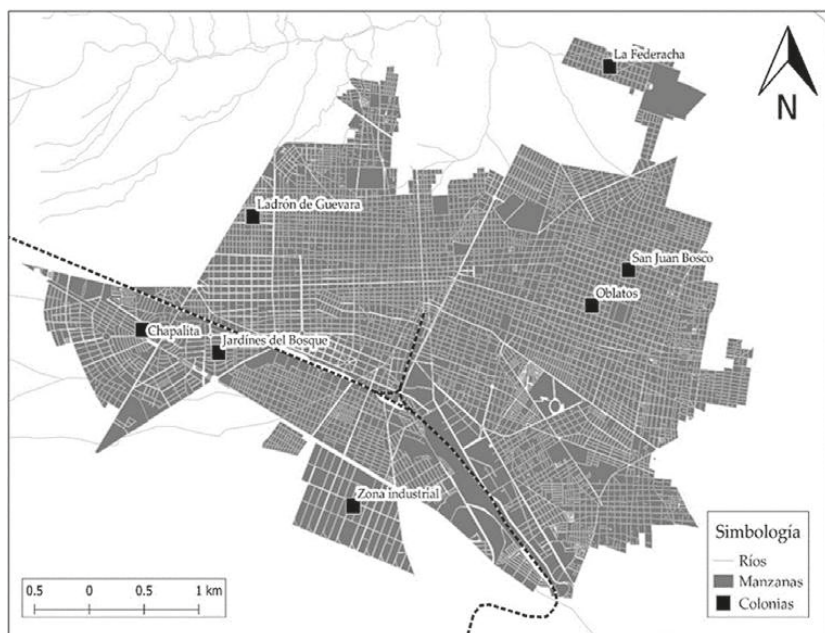 La Federacha
N
Ladrón de Guevara
San Juan Bosco
Oblatos
Chapalita
Jardínes del Bosque
Zona industrial
Simbología
Ríos
Manzanas
Colonias
0.5 0 0.5 1 km